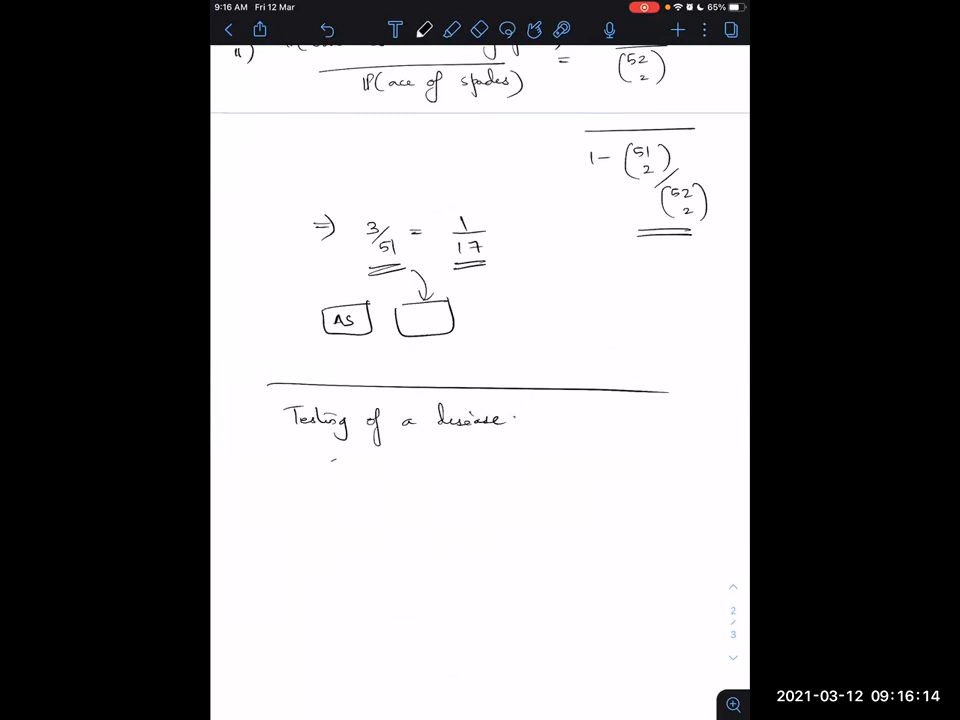 9:16 AM Fri 12 Mar 65%
T
11)
P(ace of spades) = (52 2)
1 - (51 2) / (52 2)
=> 3/51 = 1/17
AS
Testing of a disease.
2
/
3
2021-03-12 09:16:14